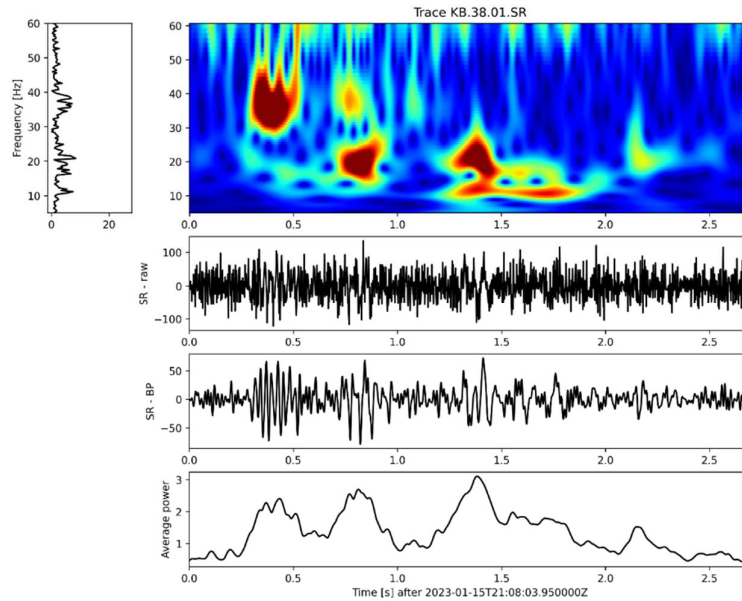 Trace KB.38.01.SR
Frequency [Hz]
60
50
40
30
20
10
0 20
60
50
40
30
20
10
0.0 0.5 1.0 1.5 2.0 2.5
SR - raw
100
0
−100
0.0 0.5 1.0 1.5 2.0 2.5
SR - BP
50
0
−50
0.0 0.5 1.0 1.5 2.0 2.5
Average power
3
2
1
0.0 0.5 1.0 1.5 2.0 2.5
Time [s] after 2023-01-15T21:08:03.950000Z